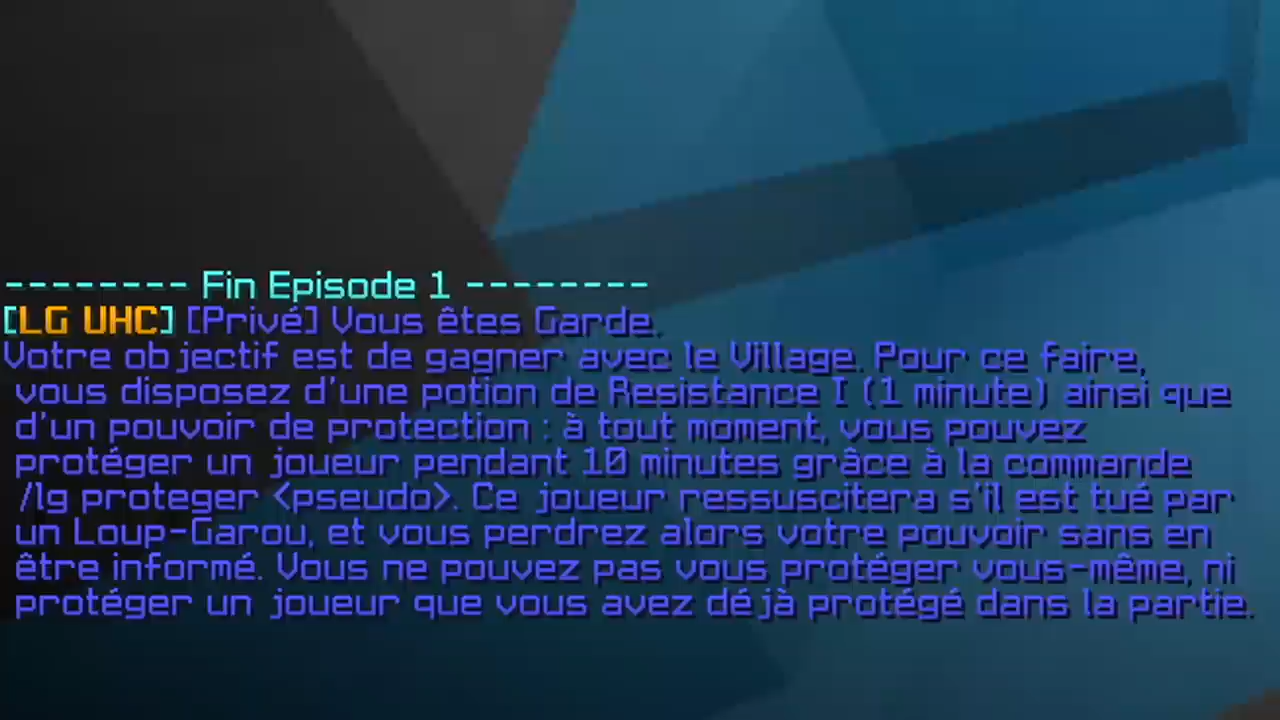 -------- Fin Episode 1 --------
[LG UHC] [Privé] Vous êtes Garde.
Votre objectif est de gagner avec le Village. Pour ce faire,
vous disposez d'une potion de Resistance I (1 minute) ainsi que
d'un pouvoir de protection : à tout moment, vous pouvez
protéger un joueur pendant 10 minutes grâce à la commande
/lg proteger <pseudo>. Ce joueur ressuscitera s'il est tué par
un Loup-Garou, et vous perdrez alors votre pouvoir sans en
être informé. Vous ne pouvez pas vous protéger vous-même, ni
protéger un joueur que vous avez déjà protégé dans la partie.